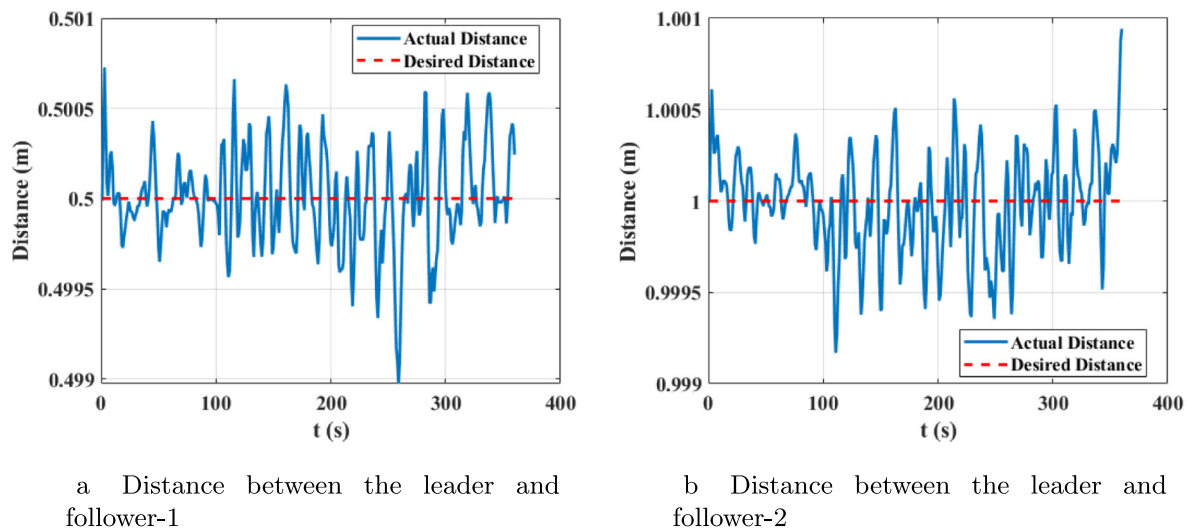 0.501
0.5005
0.5
0.4995
0.499
Distance (m)
Actual Distance
Desired Distance
0 100 200 300 400
t (s)
a Distance between the leader and
follower-1
1.001
1.0005
1
0.9995
0.999
Distance (m)
Actual Distance
Desired Distance
0 100 200 300 400
t (s)
b Distance between the leader and
follower-2